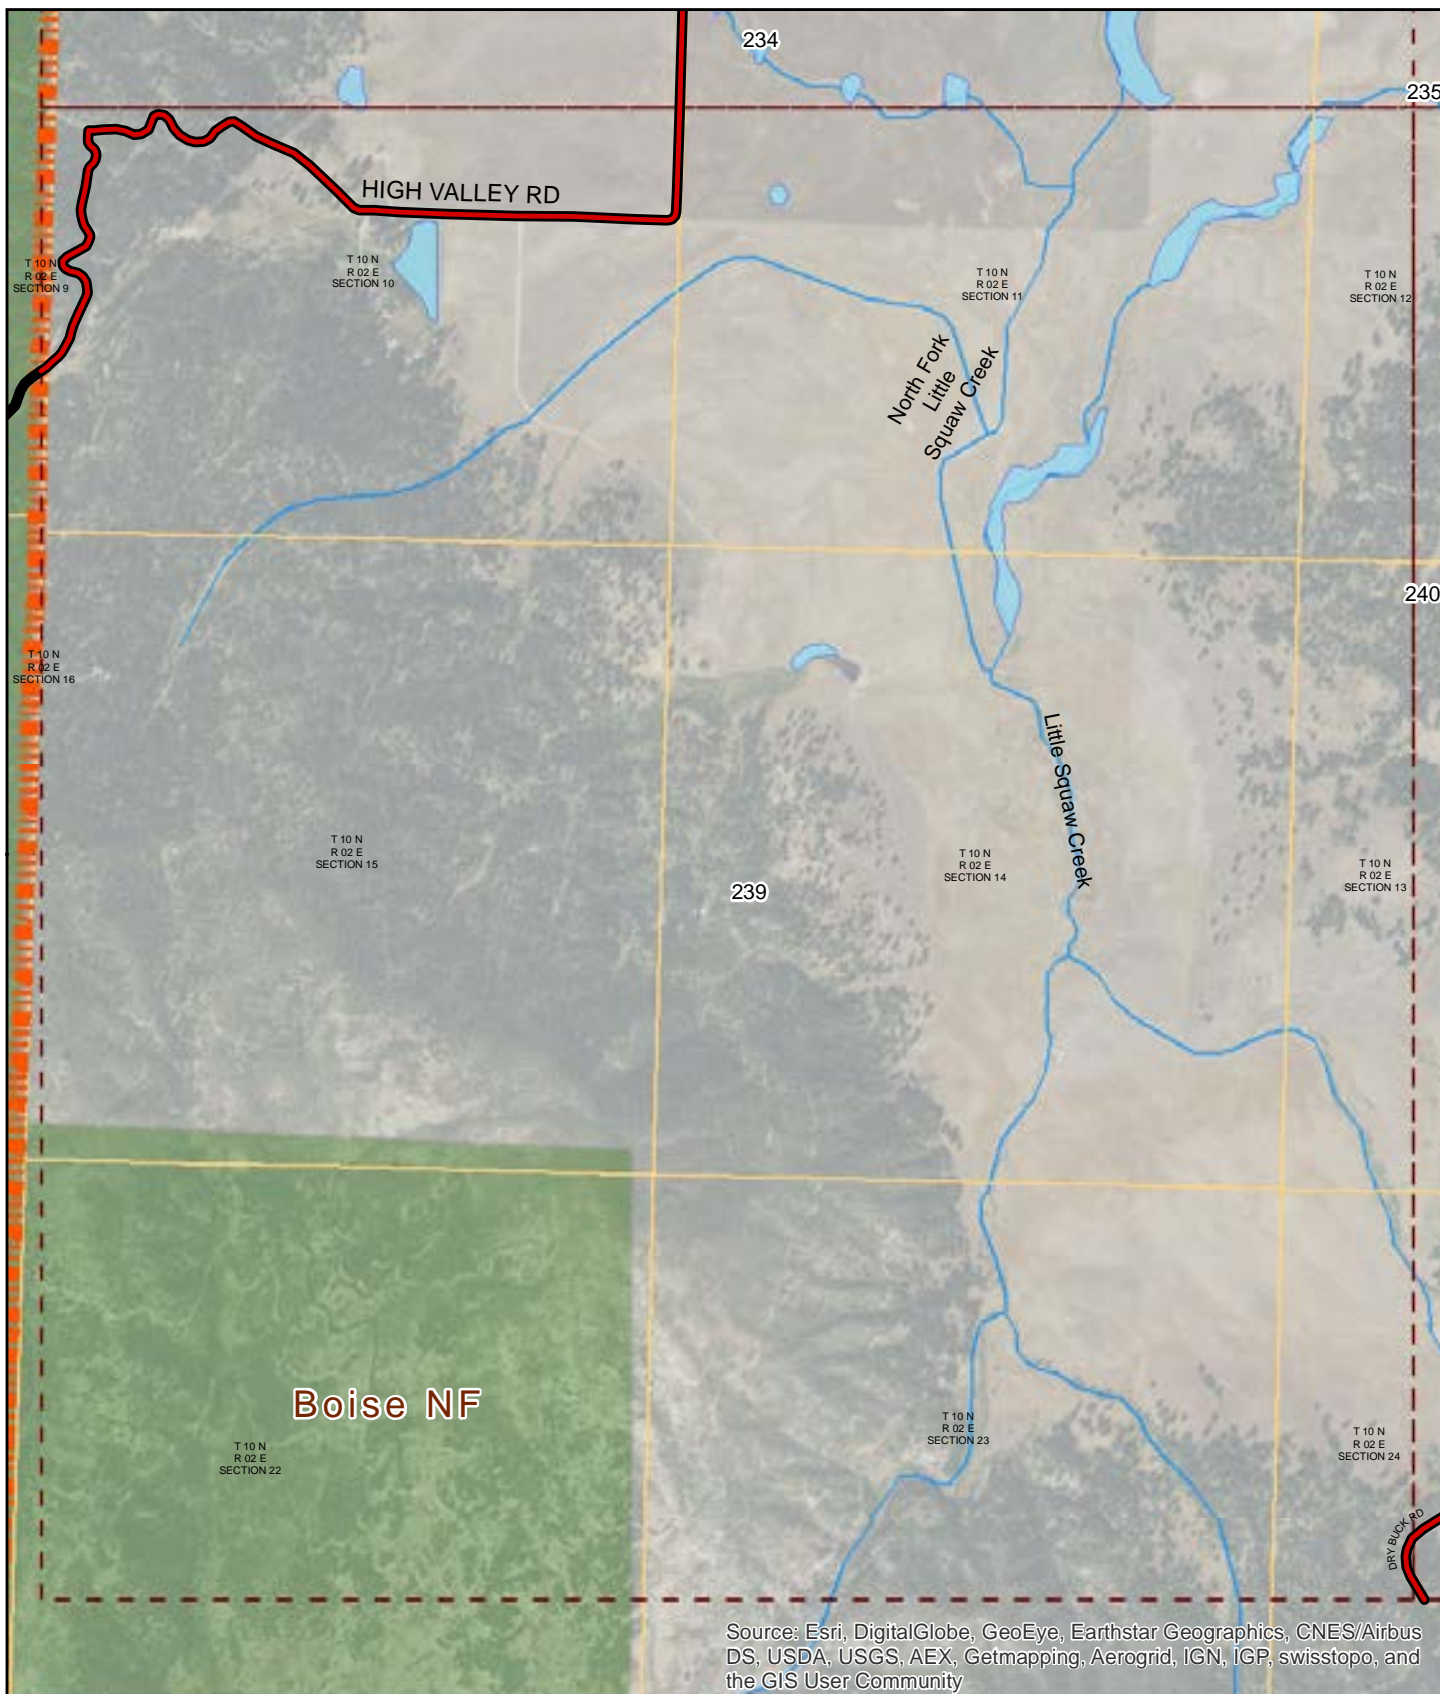 234
235
HIGH VALLEY RD
T 10 N
R 02 E
SECTION 9
T 10 N
R 02 E
SECTION 10
T 10 N
R 02 E
SECTION 11
T 10 N
R 02 E
SECTION 12
North Fork
Little
Squaw Creek
240
T 10 N
R 02 E
SECTION 16
Little Squaw Creek
T 10 N
R 02 E
SECTION 15
T 10 N
R 02 E
SECTION 14
T 10 N
R 02 E
SECTION 13
239
Boise NF
T 10 N
R 02 E
SECTION 22
T 10 N
R 02 E
SECTION 23
T 10 N
R 02 E
SECTION 24
DRY BUCK RD
Source: Esri, DigitalGlobe, GeoEye, Earthstar Geographics, CNES/Airbus
DS, USDA, USGS, AEX, Getmapping, Aerogrid, IGN, IGP, swisstopo, and
the GIS User Community